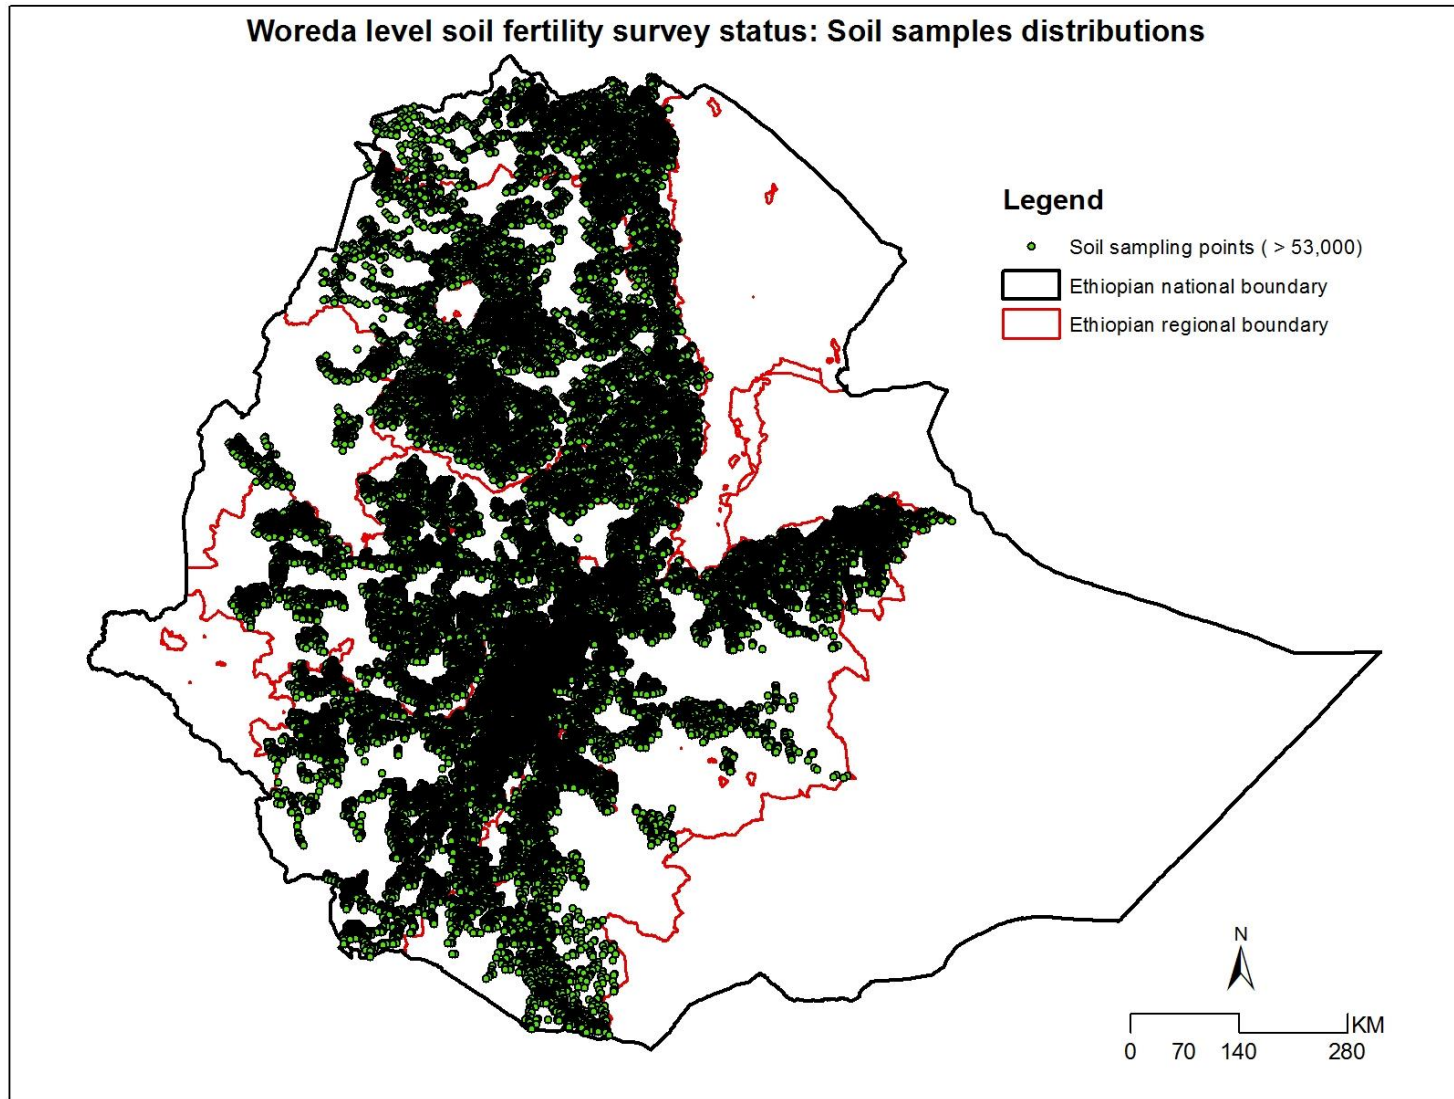 Woreda level soil fertility survey status: Soil samples distributions
Legend
Soil sampling points ( > 53,000)
Ethiopian national boundary
Ethiopian regional boundary
N
KM
0 70 140 280